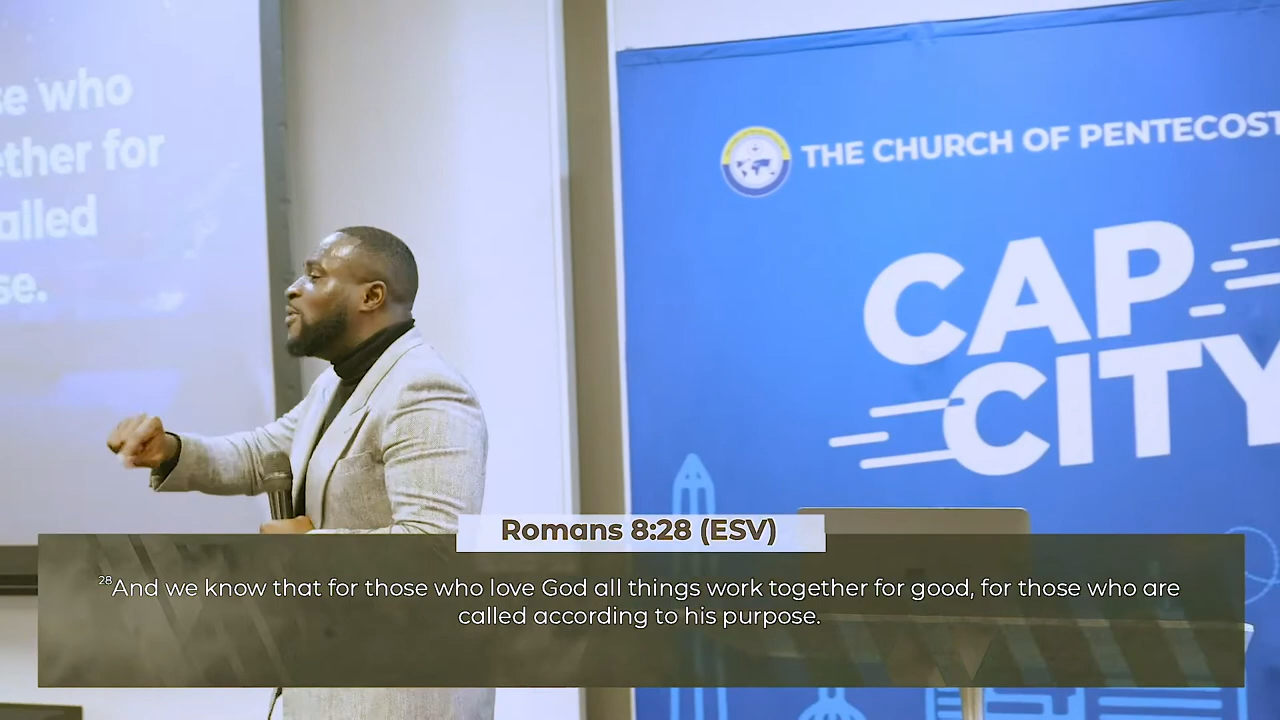 se who
ether for
alled
se.
THE CHURCH OF PENTECOST
CAP
CITY
Romans 8:28 (ESV)
28And we know that for those who love God all things work together for good, for those who are
called according to his purpose.